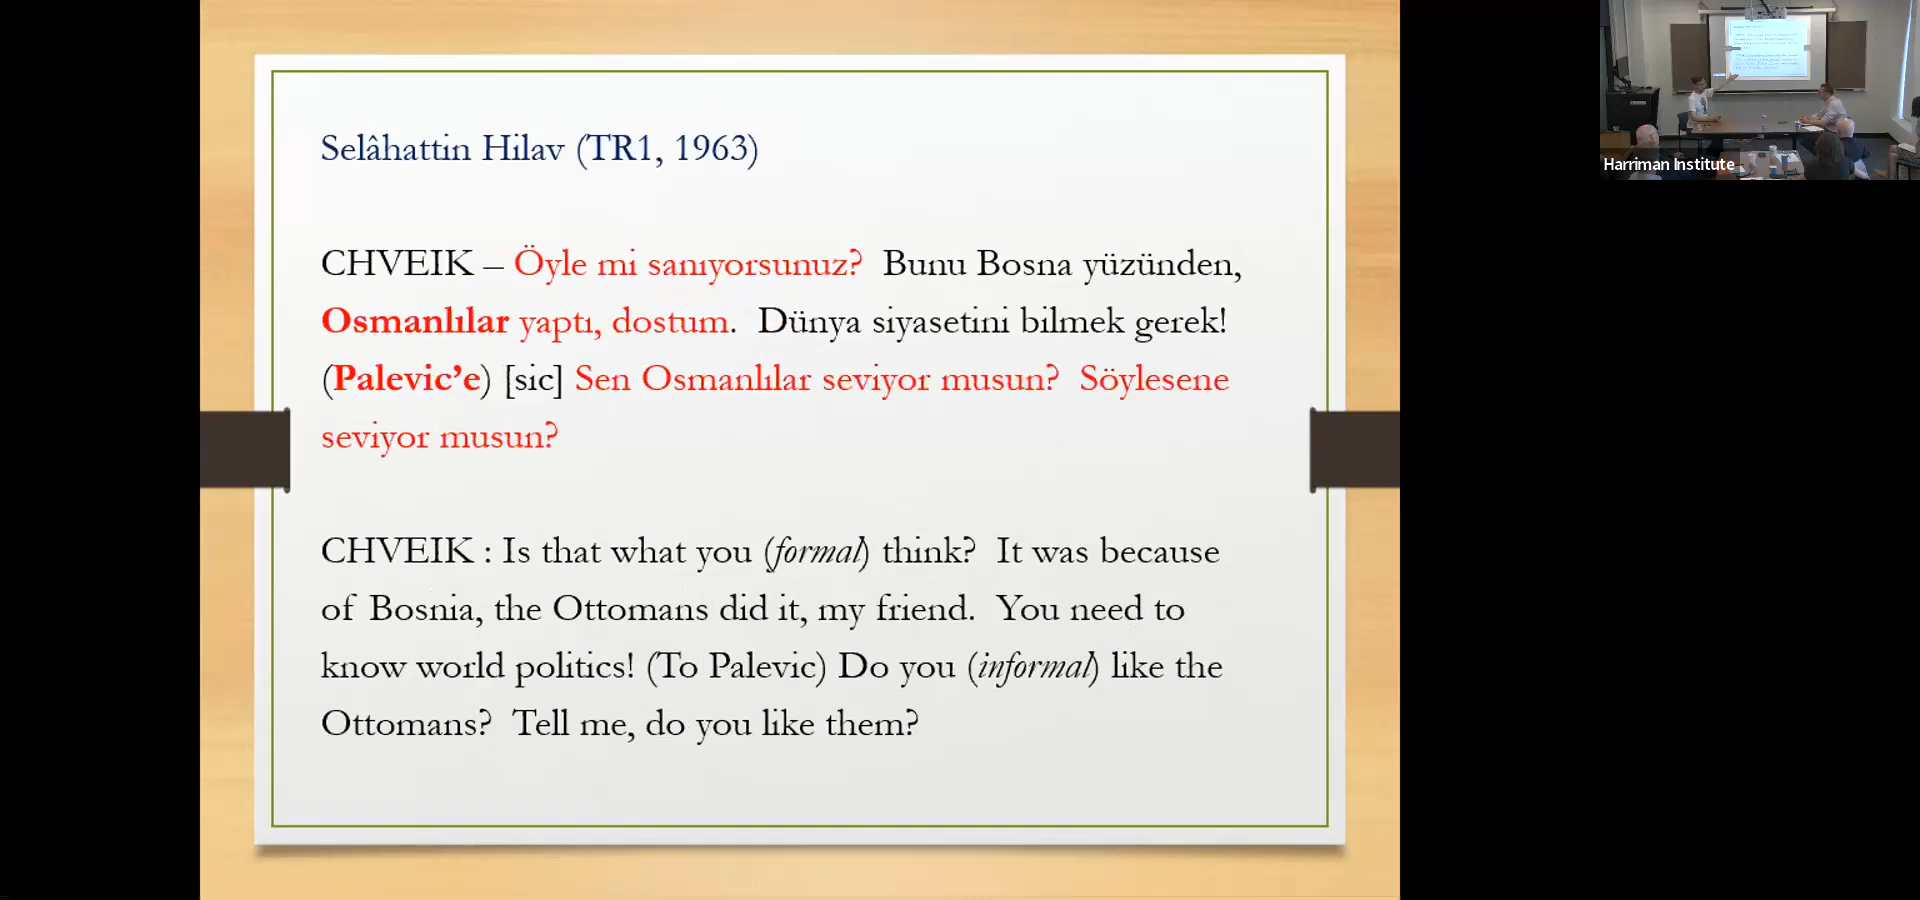 Selâhattin Hilav (TR1, 1963)
CHVEIK – Öyle mi sanıyorsunuz? Bunu Bosna yüzünden,
Osmanlılar yaptı, dostum. Dünya siyasetini bilmek gerek!
(Palevic’e) [sic] Sen Osmanlılar seviyor musun? Söylesene
seviyor musun?
CHVEIK : Is that what you (formal) think? It was because
of Bosnia, the Ottomans did it, my friend. You need to
know world politics! (To Palevic) Do you (informal) like the
Ottomans? Tell me, do you like them?
Harriman Institute